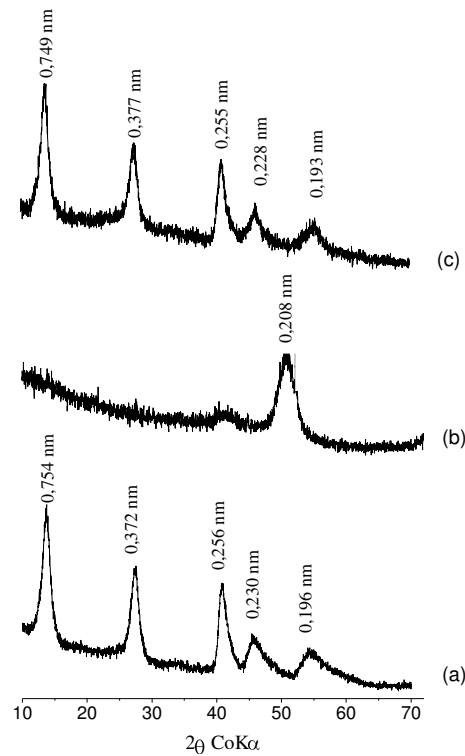 0,749 nm
0,377 nm
0,255 nm
0,228 nm
0,193 nm
(c)
0,208 nm
(b)
0,754 nm
0,372 nm
0,256 nm
0,230 nm
0,196 nm
(a)
10 20 30 40 50 60 70
2θ CoKα